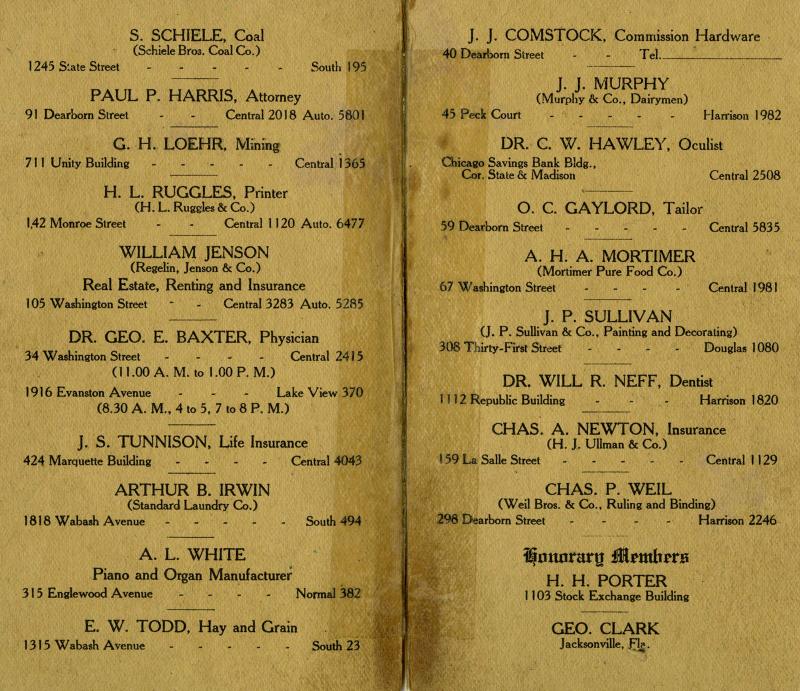 S. SCHIELE, Coal
(Schiele Bros. Coal Co.)
1245 State Street - - - - - South 195
PAUL P. HARRIS, Attorney
91 Dearborn Street - - Central 2018 Auto. 5801
G. H. LOEHR, Mining
711 Unity Building - - - - - Central 1365
H. L. RUGGLES, Printer
(H. L. Ruggles & Co.)
142 Monroe Street - - Central 1120 Auto. 6477
WILLIAM JENSON
(Regelin, Jenson & Co.)
Real Estate, Renting and Insurance
105 Washington Street - - Central 3283 Auto. 5285
DR. GEO. E. BAXTER, Physician
34 Washington Street - - - - Central 2415
(11.00 A. M. to 1.00 P. M.)
1916 Evanston Avenue - - - Lake View 370
(8.30 A. M., 4 to 5, 7 to 8 P. M.)
J. S. TUNNISON, Life Insurance
424 Marquette Building - - - - Central 4043
ARTHUR B. IRWIN
(Standard Laundry Co.)
1818 Wabash Avenue - - - - - South 494
A. L. WHITE
Piano and Organ Manufacturer
315 Englewood Avenue - - - - Normal 382
E. W. TODD, Hay and Grain
1315 Wabash Avenue - - - - - South 23
J. J. COMSTOCK, Commission Hardware
40 Dearborn Street - - Tel.
J. J. MURPHY
(Murphy & Co., Dairymen)
45 Peck Court - - - - - Harrison 1982
DR. C. W. HAWLEY, Oculist
Chicago Savings Bank Bldg.,
Cor. State & Madison Central 2508
O. C. GAYLORD, Tailor
59 Dearborn Street - - - - - Central 5835
A. H. A. MORTIMER
(Mortimer Pure Food Co.)
67 Washington Street - - - - Central 1981
J. P. SULLIVAN
(J. P. Sullivan & Co., Painting and Decorating)
308 Thirty-First Street - - - - Douglas 1080
DR. WILL R. NEFF, Dentist
1112 Republic Building - - - - Harrison 1820
CHAS. A. NEWTON, Insurance
(H. J. Ullman & Co.)
159 La Salle Street - - - - - Central 1129
CHAS. P. WEIL
(Weil Bros. & Co., Ruling and Binding)
298 Dearborn Street - - - - Harrison 2246
Honorary Members
H. H. PORTER
1103 Stock Exchange Building
GEO. CLARK
Jacksonville, Fla.